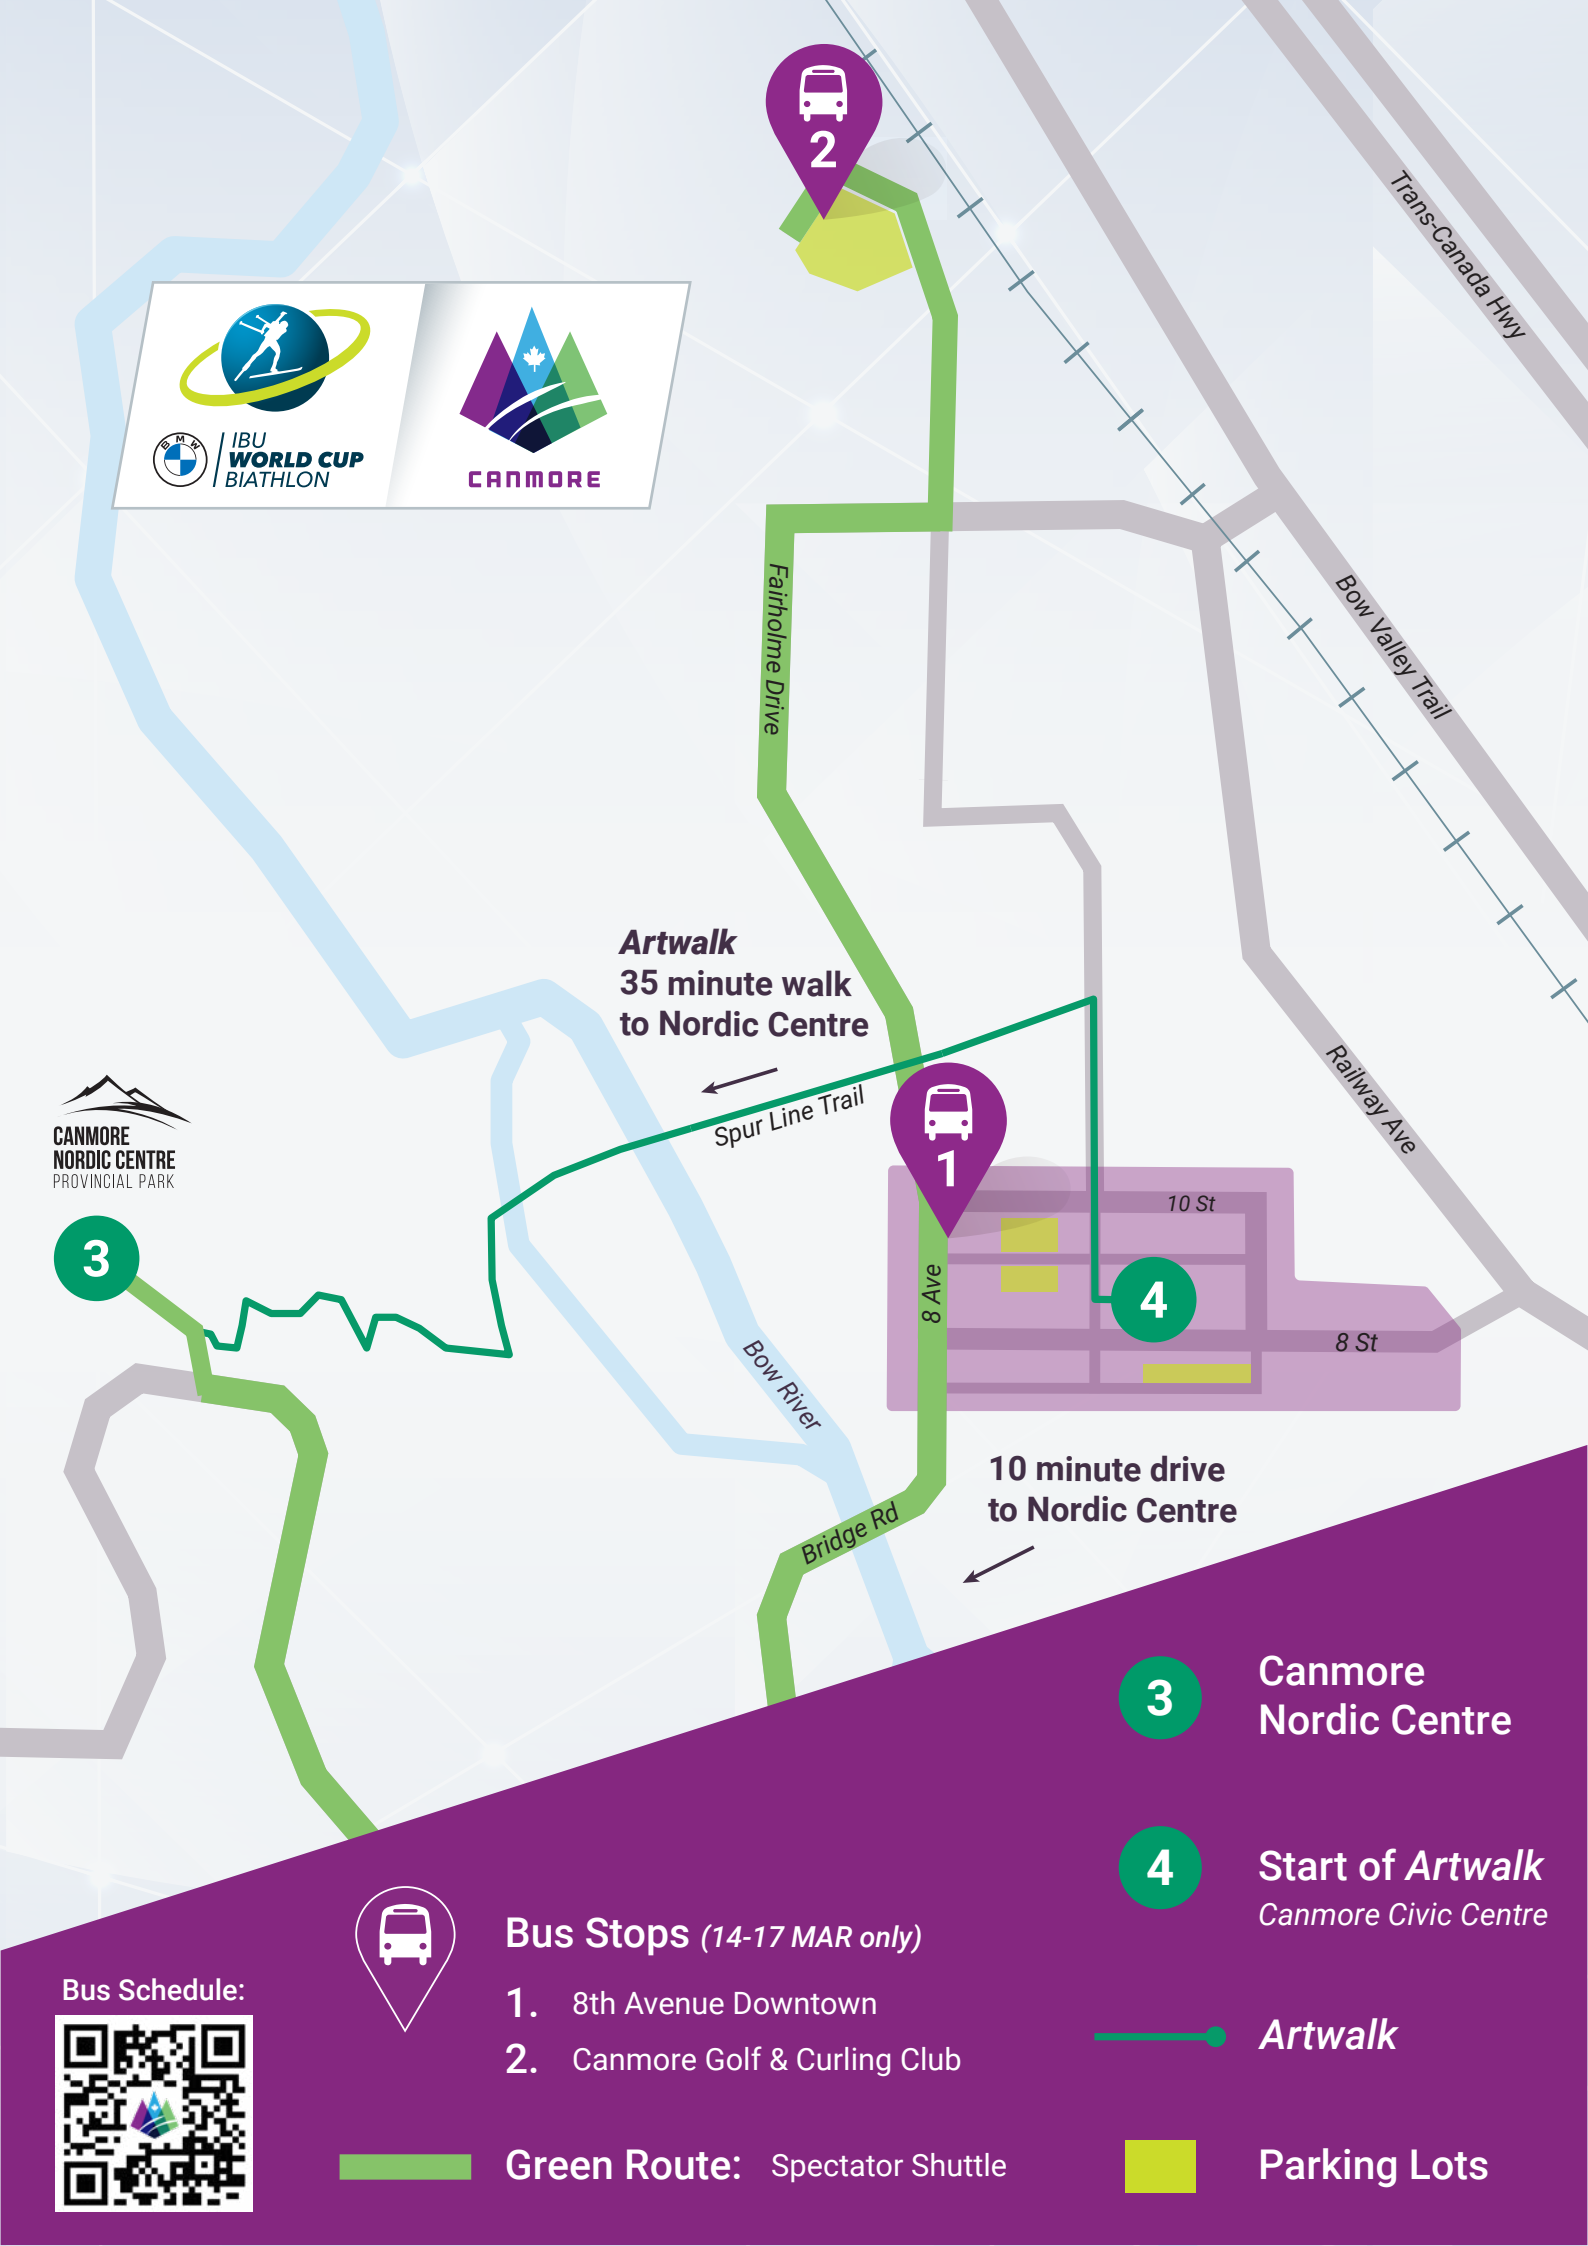 2
Trans-Canada Hwy
BMW
IBU
WORLD CUP
BIATHLON
CANMORE
Fairholme Drive
Bow Valley Trail
Artwalk
35 minute walk
to Nordic Centre
Spur Line Trail
Railway Ave
CANMORE
NORDIC CENTRE
PROVINCIAL PARK
1
10 St
3
8 Ave
4
8 St
Bow River
10 minute drive
to Nordic Centre
Bridge Rd
3
Canmore
Nordic Centre
4
Start of Artwalk
Canmore Civic Centre
Bus Stops (14-17 MAR only)
Bus Schedule:
1. 8th Avenue Downtown
2. Canmore Golf & Curling Club
Artwalk
Green Route: Spectator Shuttle
Parking Lots